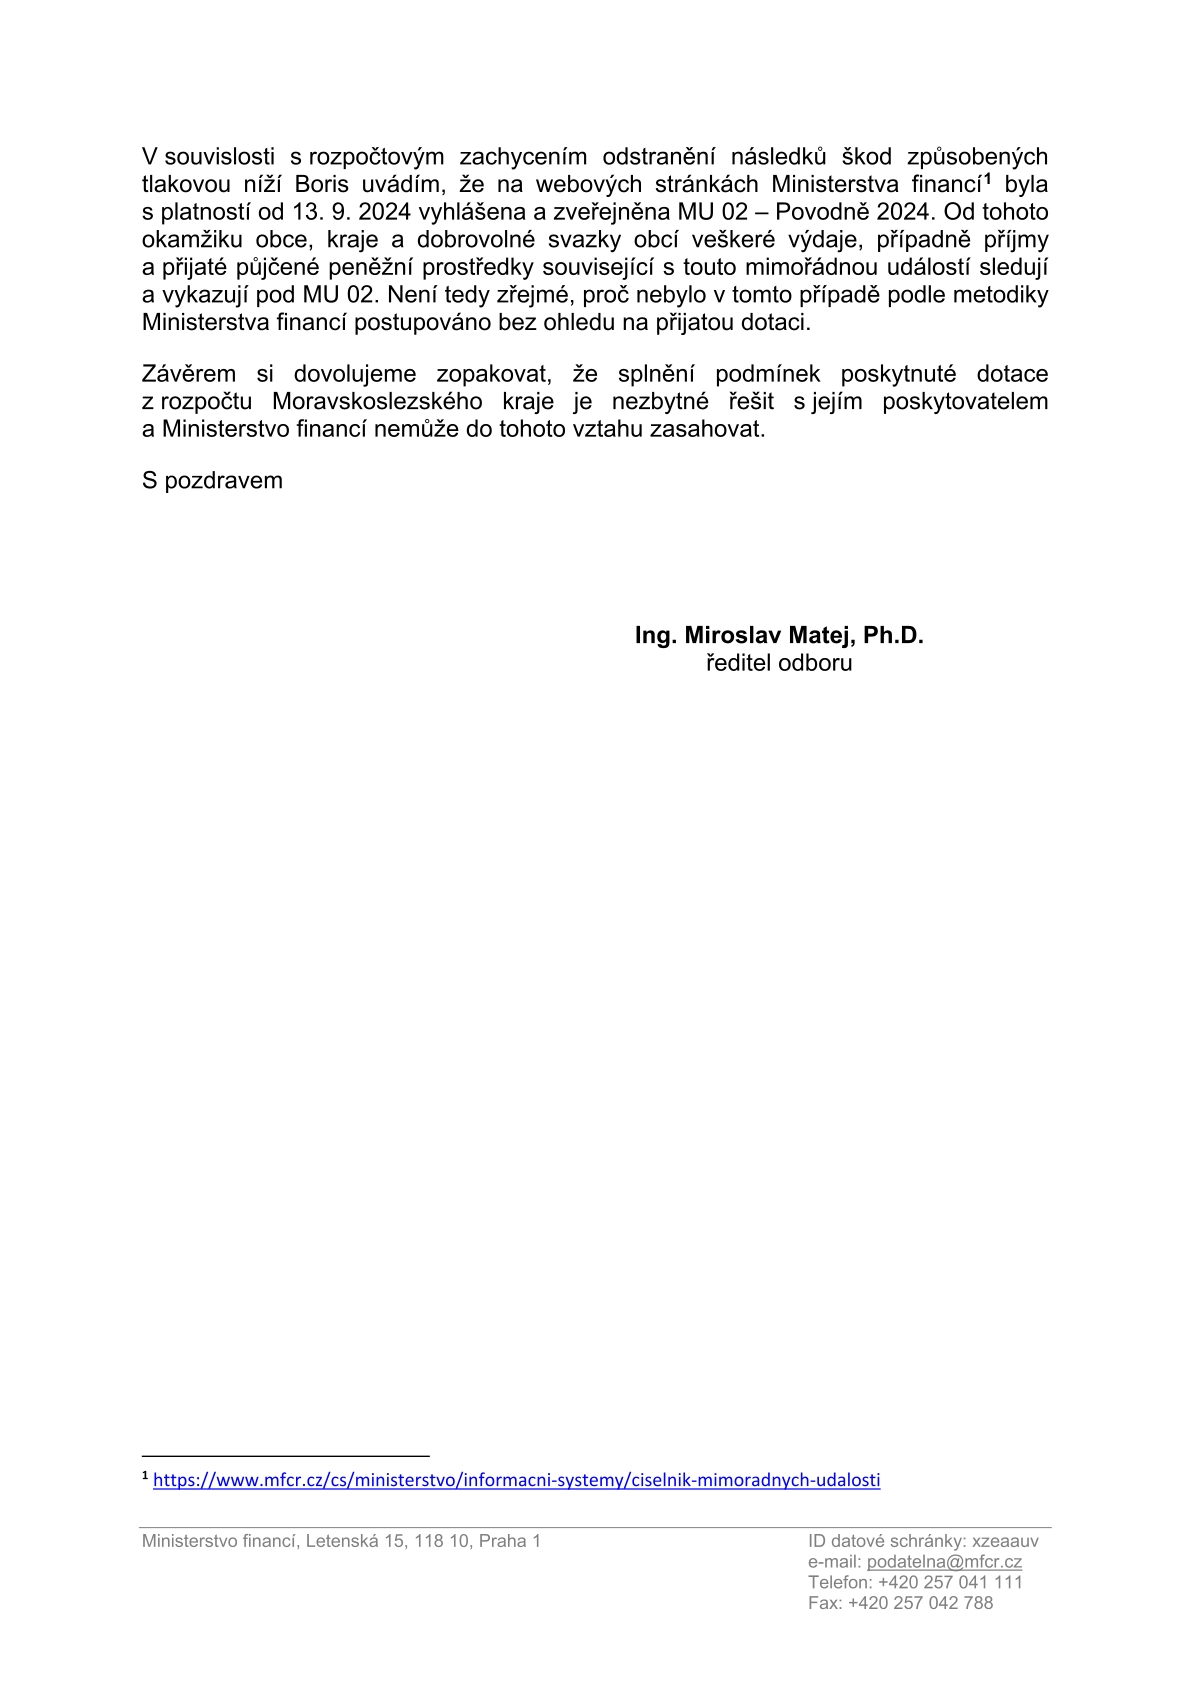 V souvislosti s rozpočtovým zachycením odstranění následků škod způsobených
tlakovou níží Boris uvádím, že na webových stránkách Ministerstva financí¹ byla
s platností od 13. 9. 2024 vyhlášena a zveřejněna MU 02 – Povodně 2024. Od tohoto
okamžiku obce, kraje a dobrovolné svazky obcí veškeré výdaje, případně příjmy
a přijaté půjčené peněžní prostředky související s touto mimořádnou událostí sledují
a vykazují pod MU 02. Není tedy zřejmé, proč nebylo v tomto případě podle metodiky
Ministerstva financí postupováno bez ohledu na přijatou dotaci.
Závěrem si dovolujeme zopakovat, že splnění podmínek poskytnuté dotace
z rozpočtu Moravskoslezského kraje je nezbytné řešit s jejím poskytovatelem
a Ministerstvo financí nemůže do tohoto vztahu zasahovat.
S pozdravem
Ing. Miroslav Matej, Ph.D.
ředitel odboru
¹ https://www.mfcr.cz/cs/ministerstvo/informacni-systemy/ciselnik-mimoradnych-udalosti
Ministerstvo financí, Letenská 15, 118 10, Praha 1
ID datové schránky: xzeaauv
e-mail: podatelna@mfcr.cz
Telefon: +420 257 041 111
Fax: +420 257 042 788